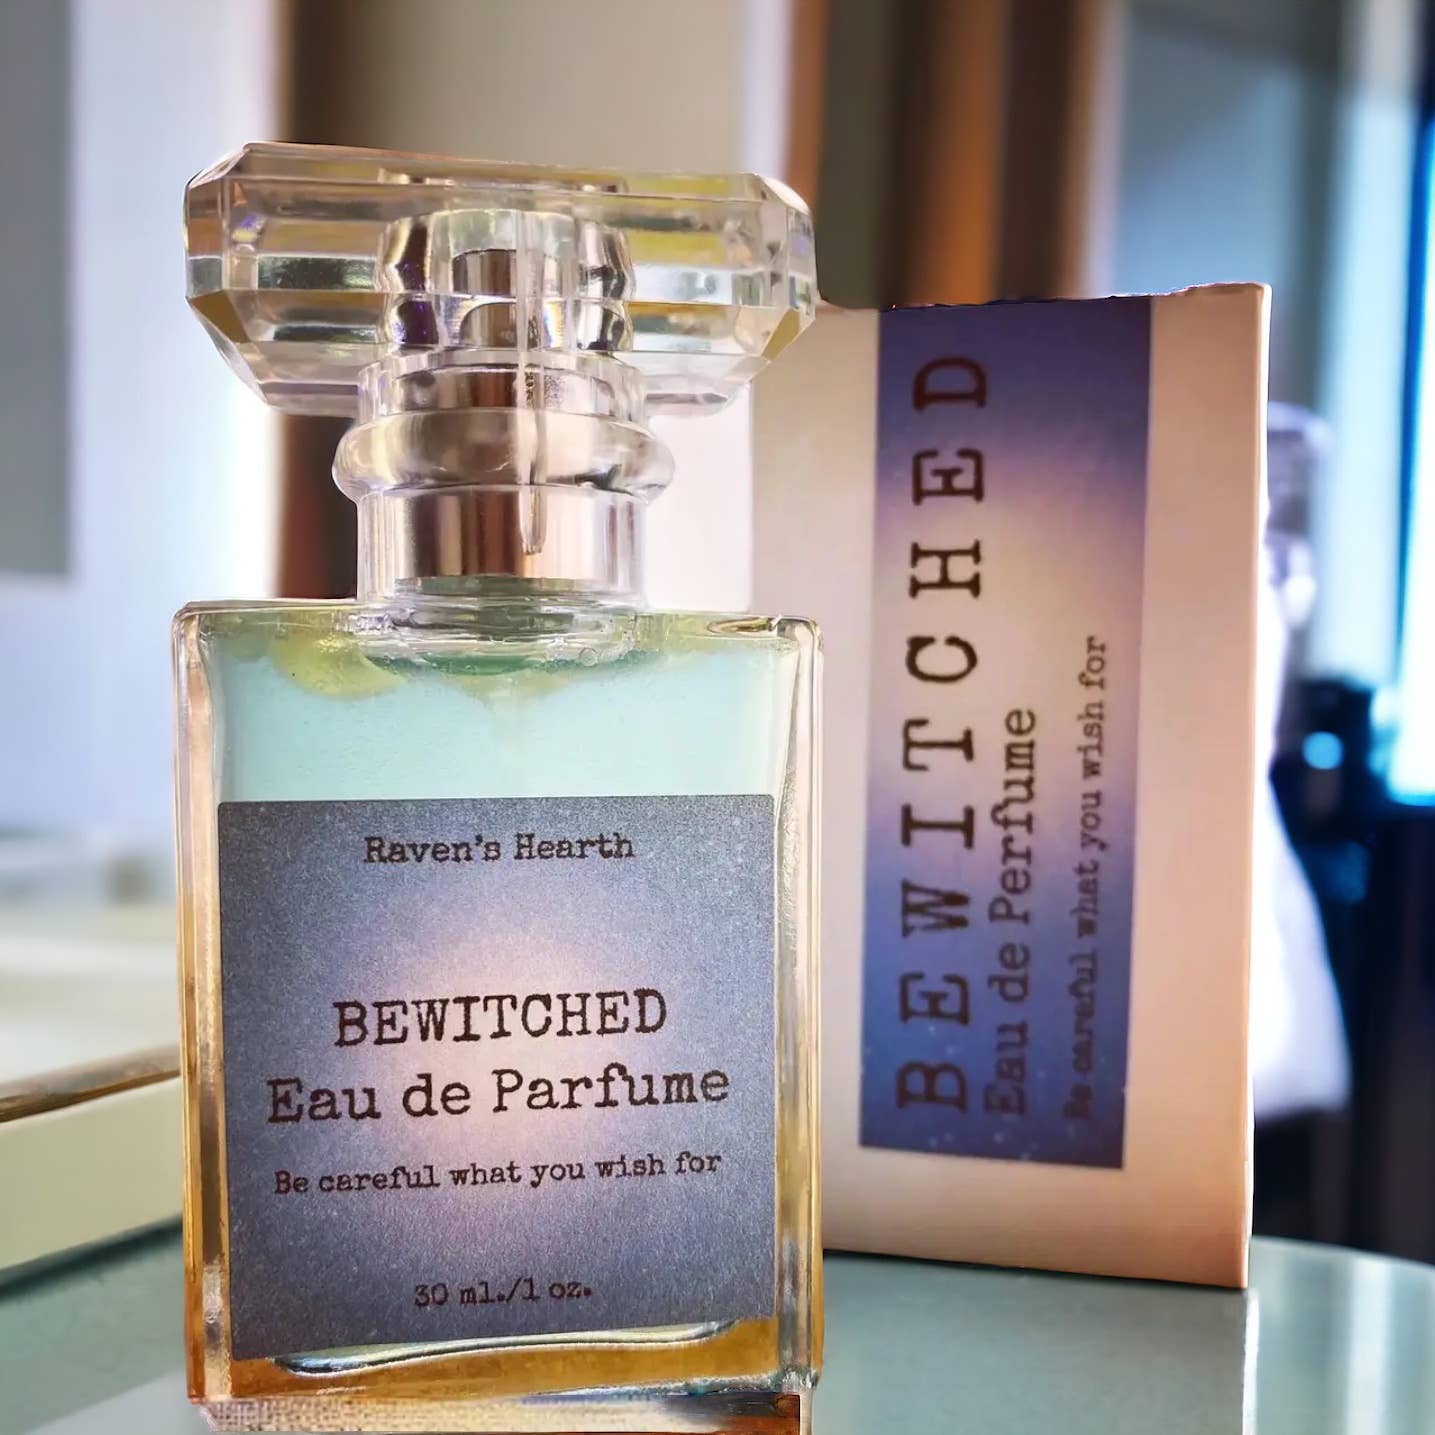 Raven's Hearth
BEWITCHED
Eau de Parfume
Be careful what you wish for
30 ml./1 oz.
BEWITCHED
Eau de Perfume
Be careful what you wish for